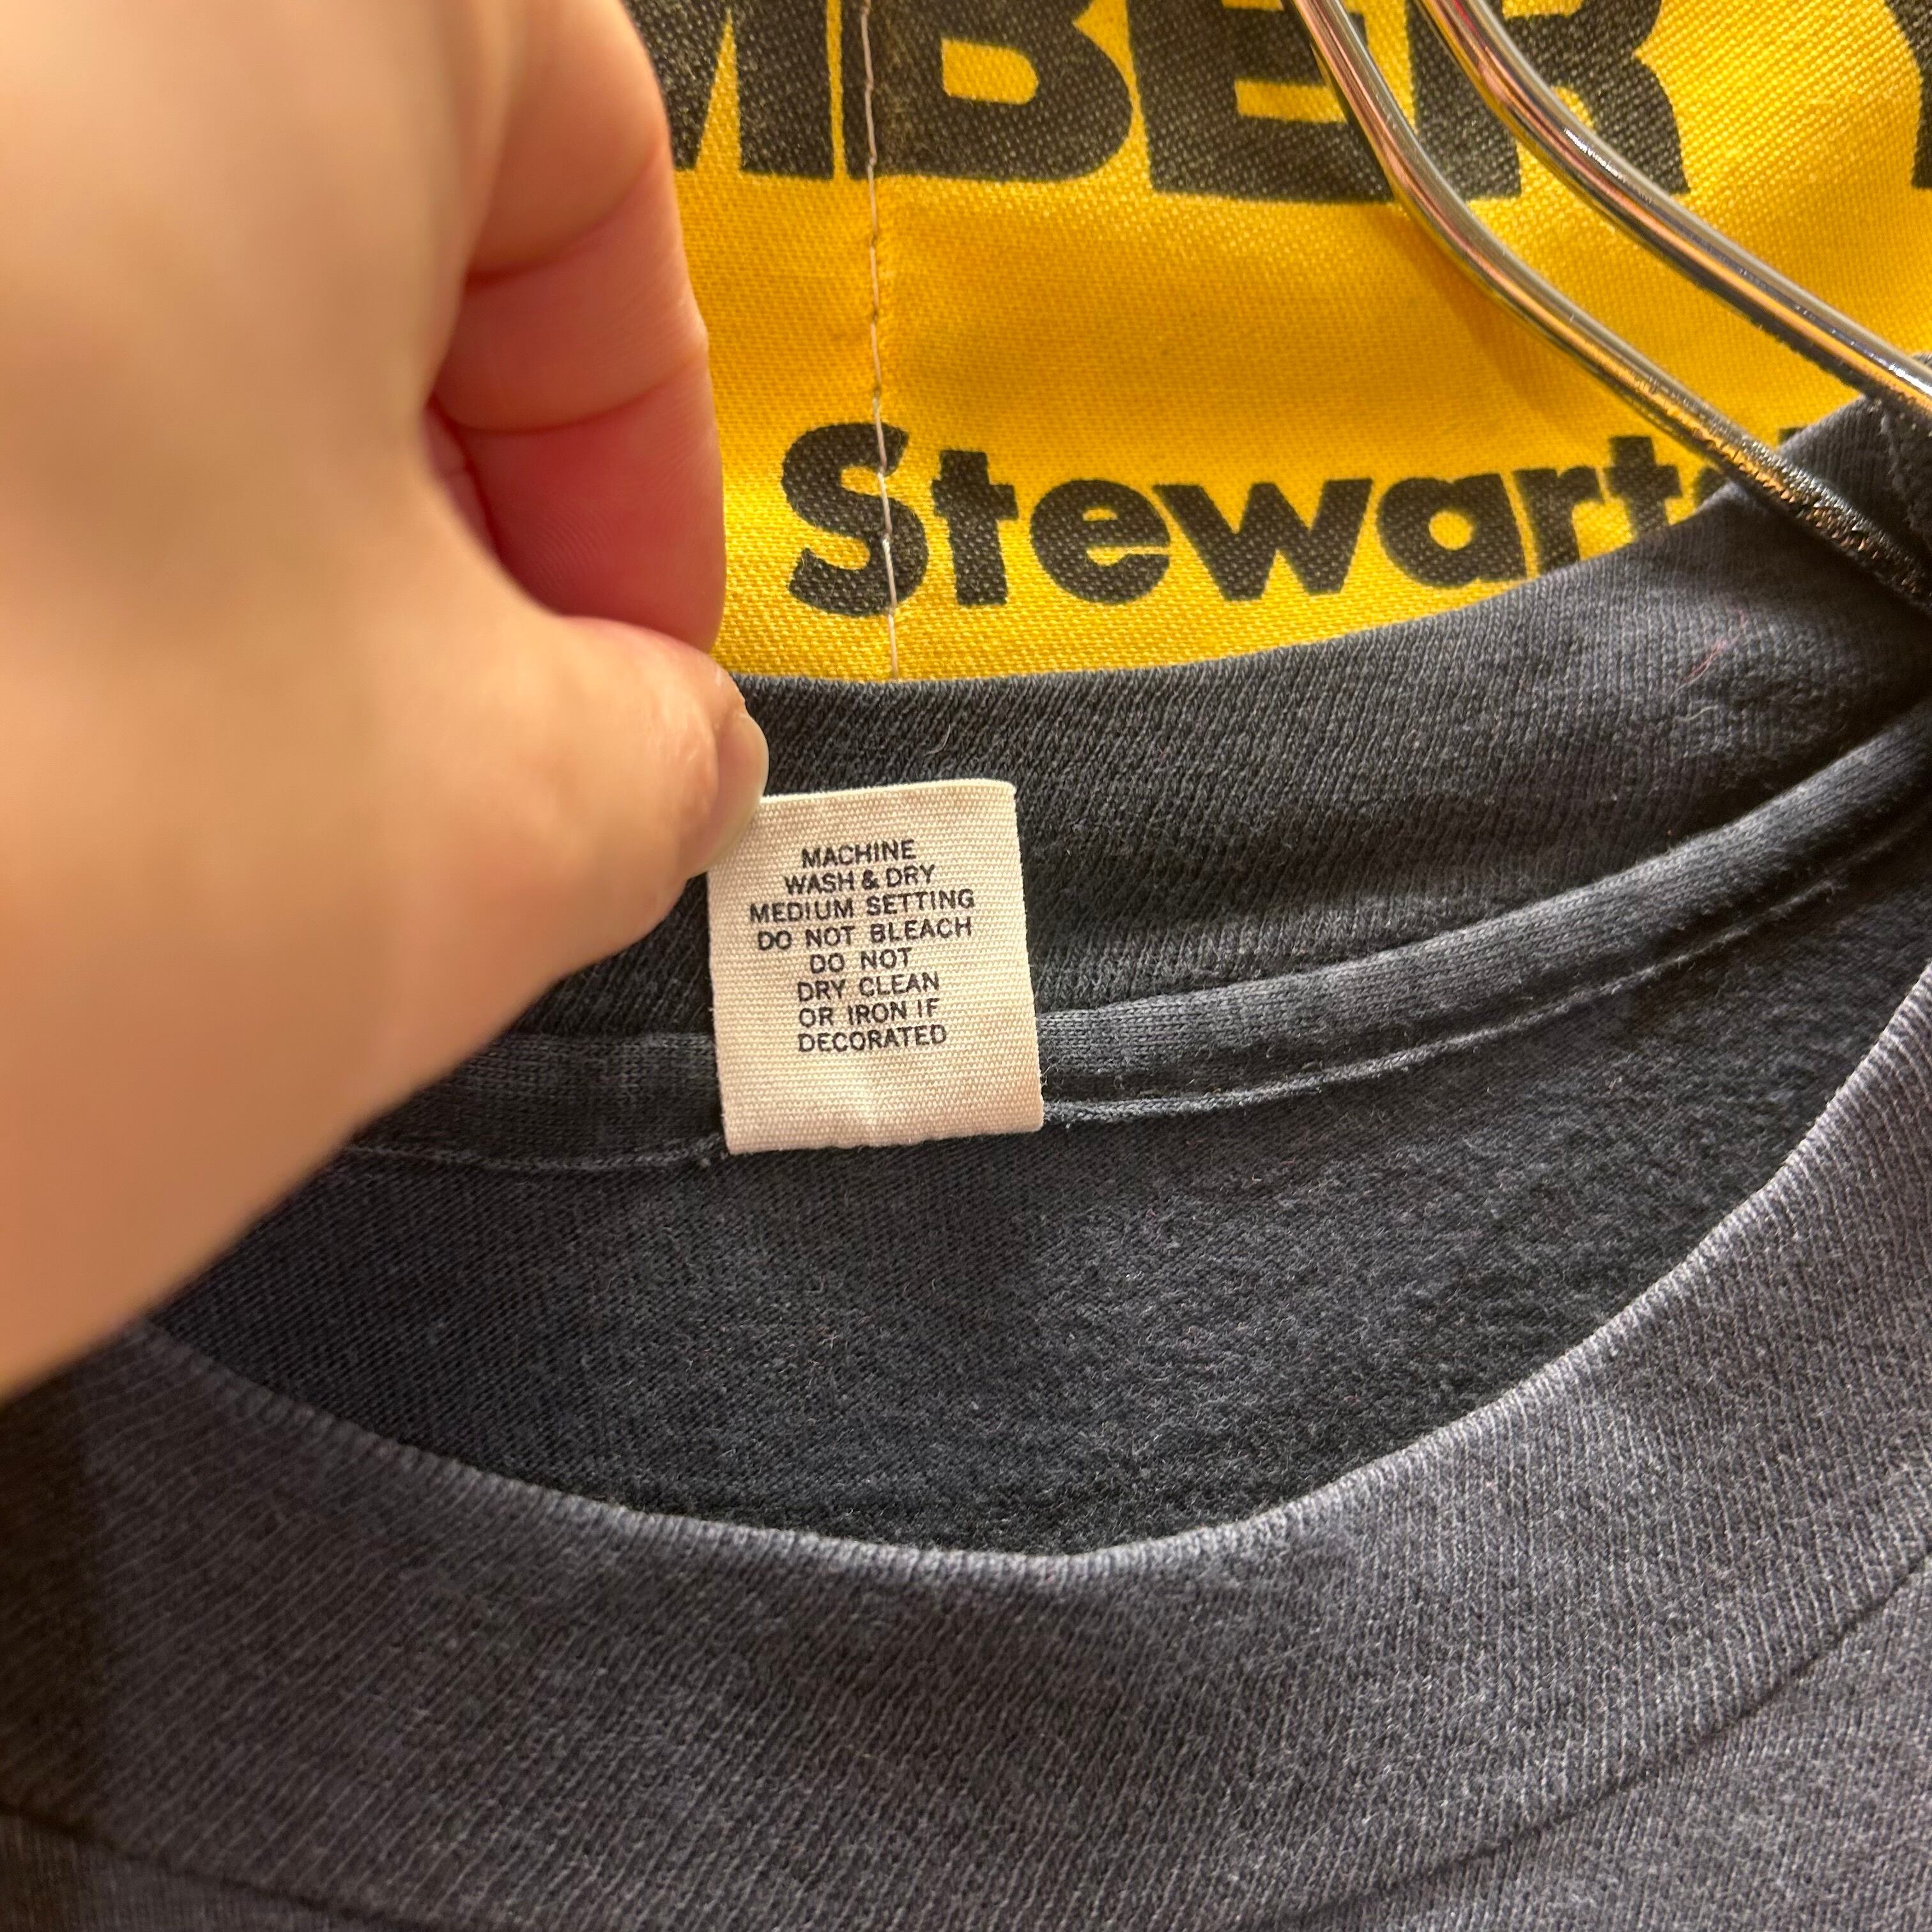 MBER
Stewart
MACHINE
WASH & DRY
MEDIUM SETTING
DO NOT BLEACH
DO NOT
DRY CLEAN
OR IRON IF
DECORATED